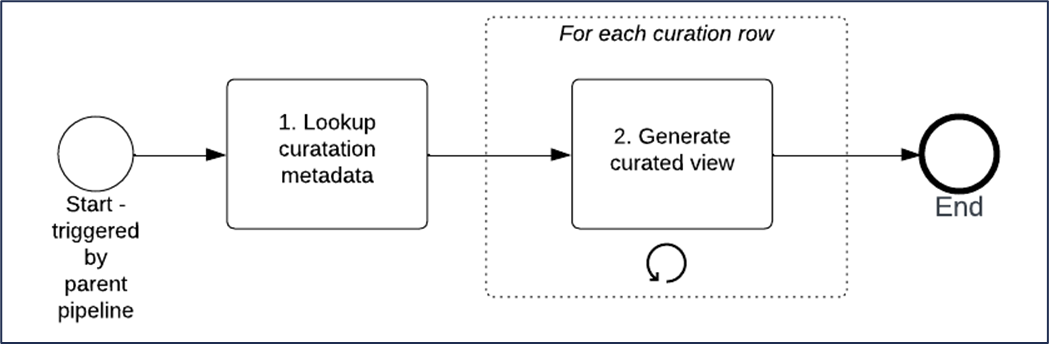 For each curation row
1. Lookup
curatation
metadata
2. Generate
curated view
Start -
triggered
by
parent
pipeline
End